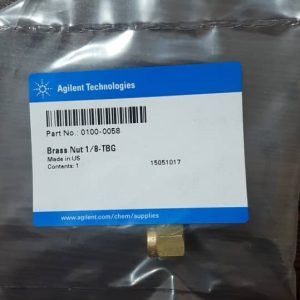 Agilent Technologies
Part No.: 0100-0058
Brass Nut 1/8-TBG
Made in US
Contents: 1
15051017
www.agilent.com/chem/supplies